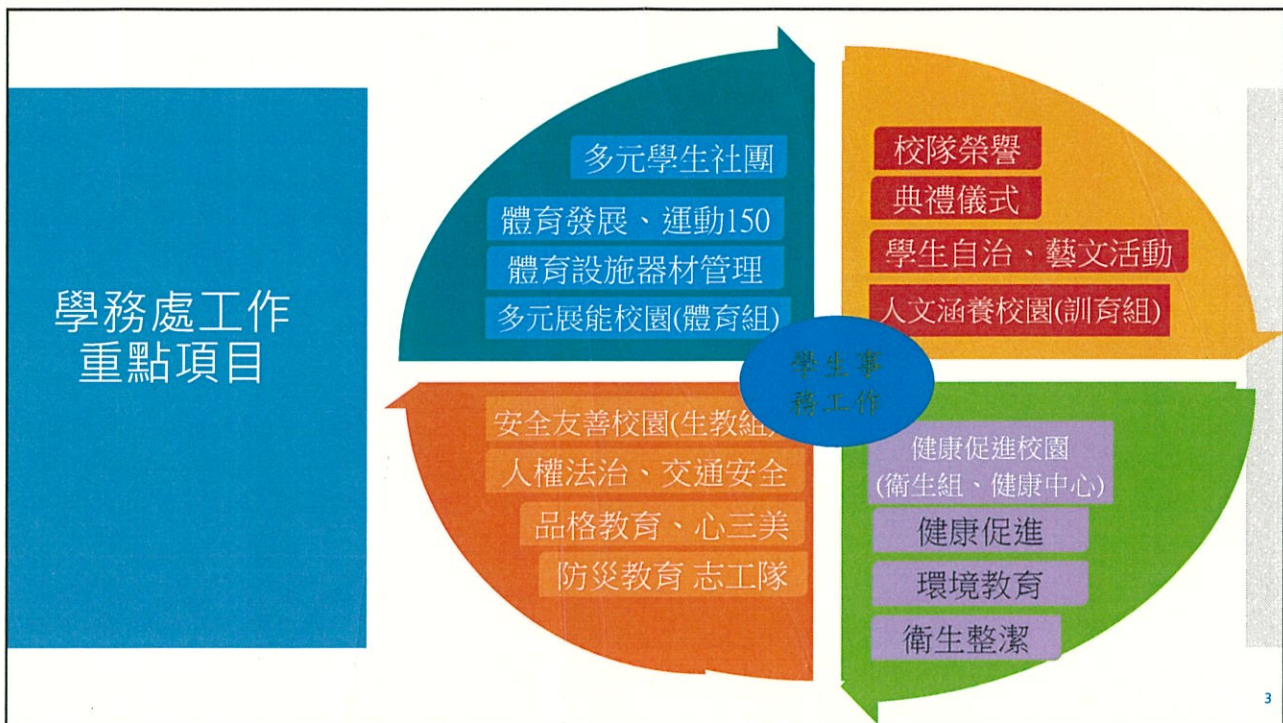 學務處工作
重點項目
多元學生社團
體育發展、運動150
體育設施器材管理
多元展能校園(體育組)
校隊榮譽
典禮儀式
學生自治、藝文活動
人文涵養校園(訓育組)
學生事
務工作
安全友善校園(生教組)
人權法治、交通安全
品格教育、心三美
防災教育 志工隊
健康促進校園
(衛生組、健康中心)
健康促進
環境教育
衛生整潔
3